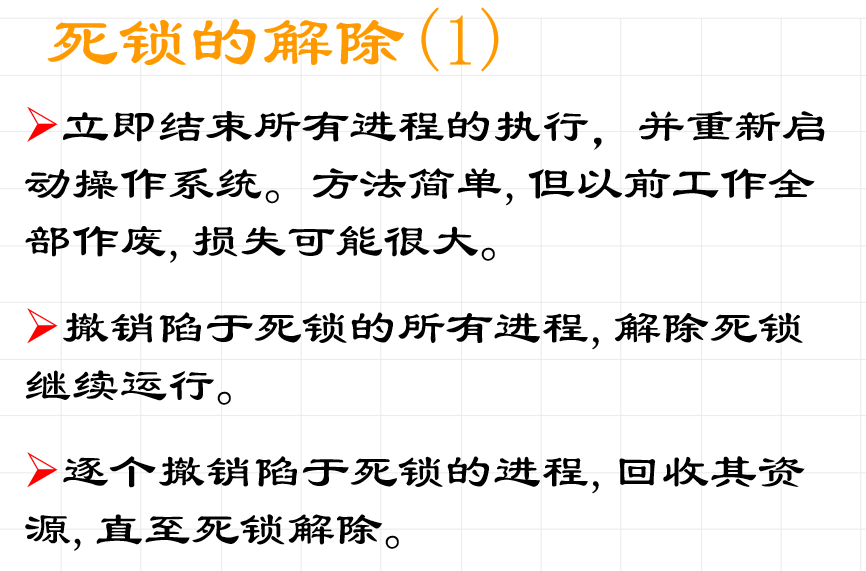 死锁的解除(1)
➢立即结束所有进程的执行，并重新启
动操作系统。方法简单,但以前工作全
部作废,损失可能很大。
➢撤销陷于死锁的所有进程,解除死锁
继续运行。
➢逐个撤销陷于死锁的进程,回收其资
源,直至死锁解除。